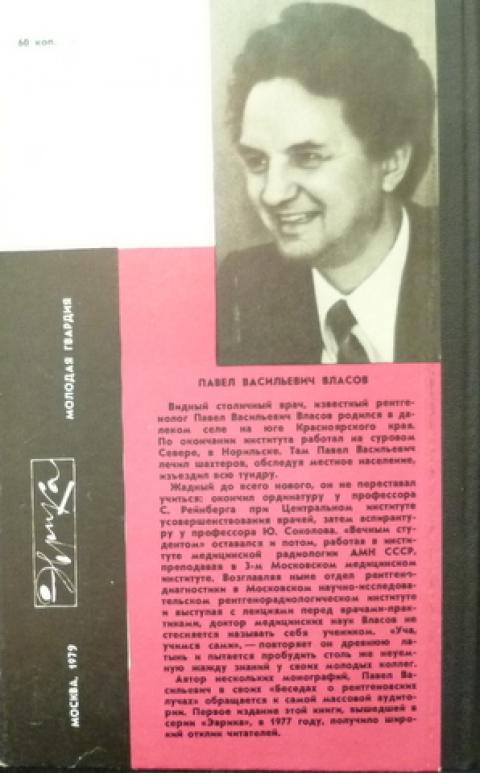 60 коп.
ПАВЕЛ ВАСИЛЬЕВИЧ ВЛАСОВ
Видный столичный врач, известный рентге-
нолог Павел Васильевич Власов родился в да-
леком селе на юге Красноярского края.
По окончании института работал на суровом
Севере, в Норильске. Там Павел Васильевич
лечил шахтеров, обследуя местное население,
изъездил всю тундру.
Жадный до всего нового, он не переставал
учиться: окончил ординатуру у профессора
С. Рейнберга при Центральном институте
усовершенствования врачей, затем аспиранту-
ру у профессора Ю. Соколова. «Вечным сту-
дентом» оставался и потом, работая в инсти-
туте медицинской радиологии АМН СССР,
преподавая в 3-м Московском медицинском
институте. Возглавляя ныне отдел рентген-
диагностики в Московском научно-исследова-
тельском рентгенорадиологическом институте
и выступая с лекциями перед врачами-прак-
тиками, доктор медицинских наук Власов не
стесняется называть себя учеником. «Уча,
учимся сами», — повторяет он древнюю ла-
тынь и пытается пробудить столь же неуем-
ную жажду знаний у своих молодых коллег.
Автор нескольких монографий, Павел Ва-
сильевич в своих «Беседах о рентгеновских
лучах» обращается к самой массовой аудито-
рии. Первое издание этой книги, вышедшей в
серии «Эврика», в 1977 году, получило широ-
кий отклик читателей.
МОСКВА, 1979
Эврика
МОЛОДАЯ ГВАРДИЯ